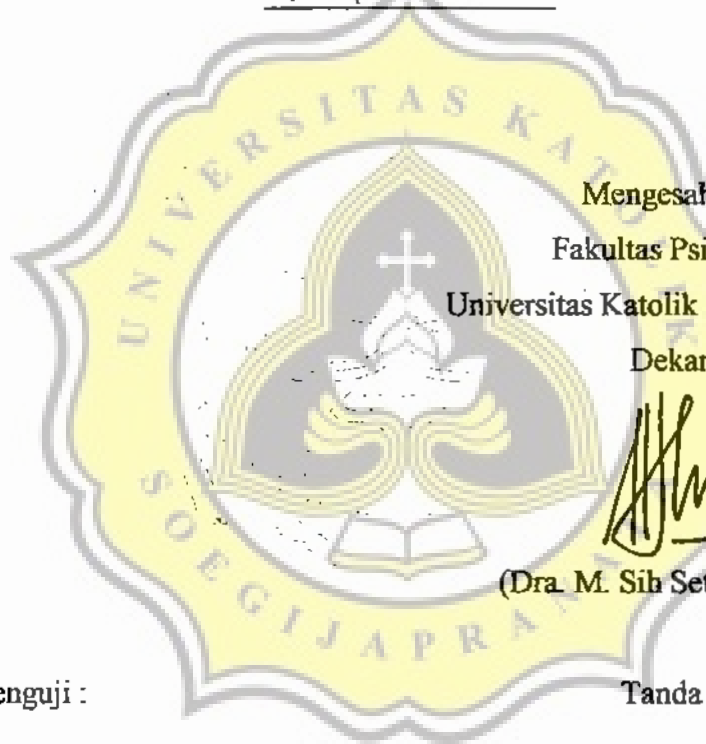 UNIVERSITAS KATOLIK
Mengesah
Fakultas Psi
Universitas Katolik
Dekan
(Dra. M. Sih Set
SOEGIJAPRANATA
enguji :
Tanda